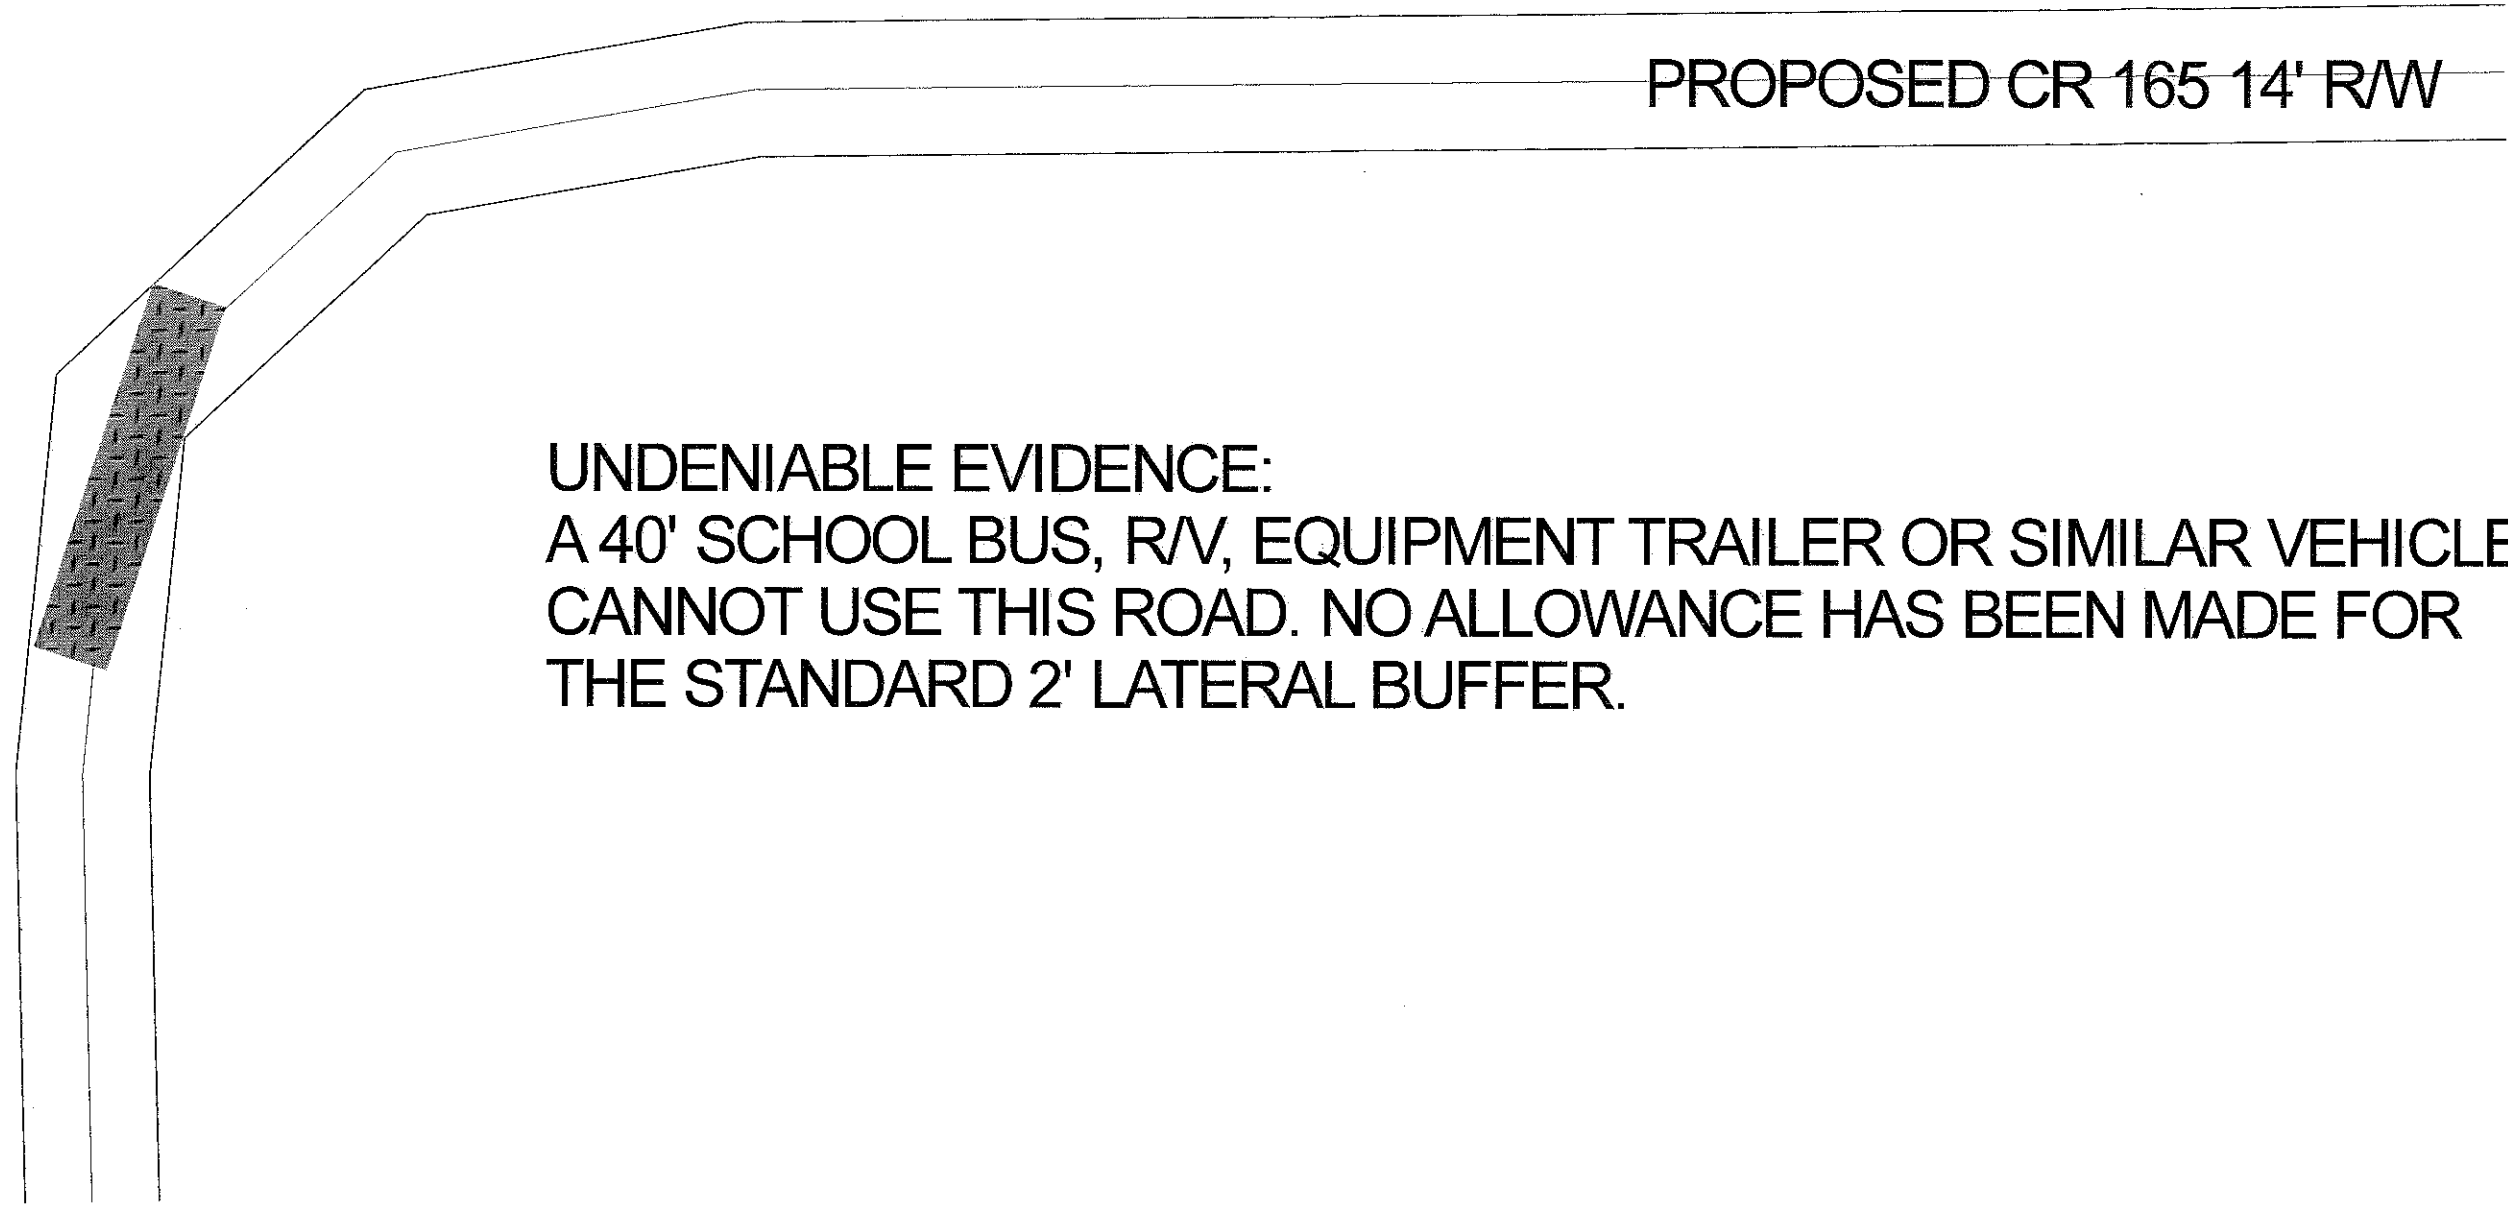 PROPOSED CR 165 14' R/W
UNDENIABLE EVIDENCE:
A 40' SCHOOL BUS, R/V, EQUIPMENT TRAILER OR SIMILAR VEHICLE
CANNOT USE THIS ROAD. NO ALLOWANCE HAS BEEN MADE FOR
THE STANDARD 2' LATERAL BUFFER.